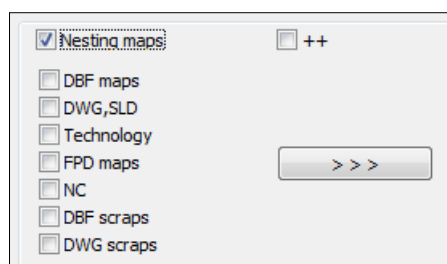 Nesting maps
++
DBF maps
DWG,SLD
Technology
FPD maps
> > >
NC
DBF scraps
DWG scraps